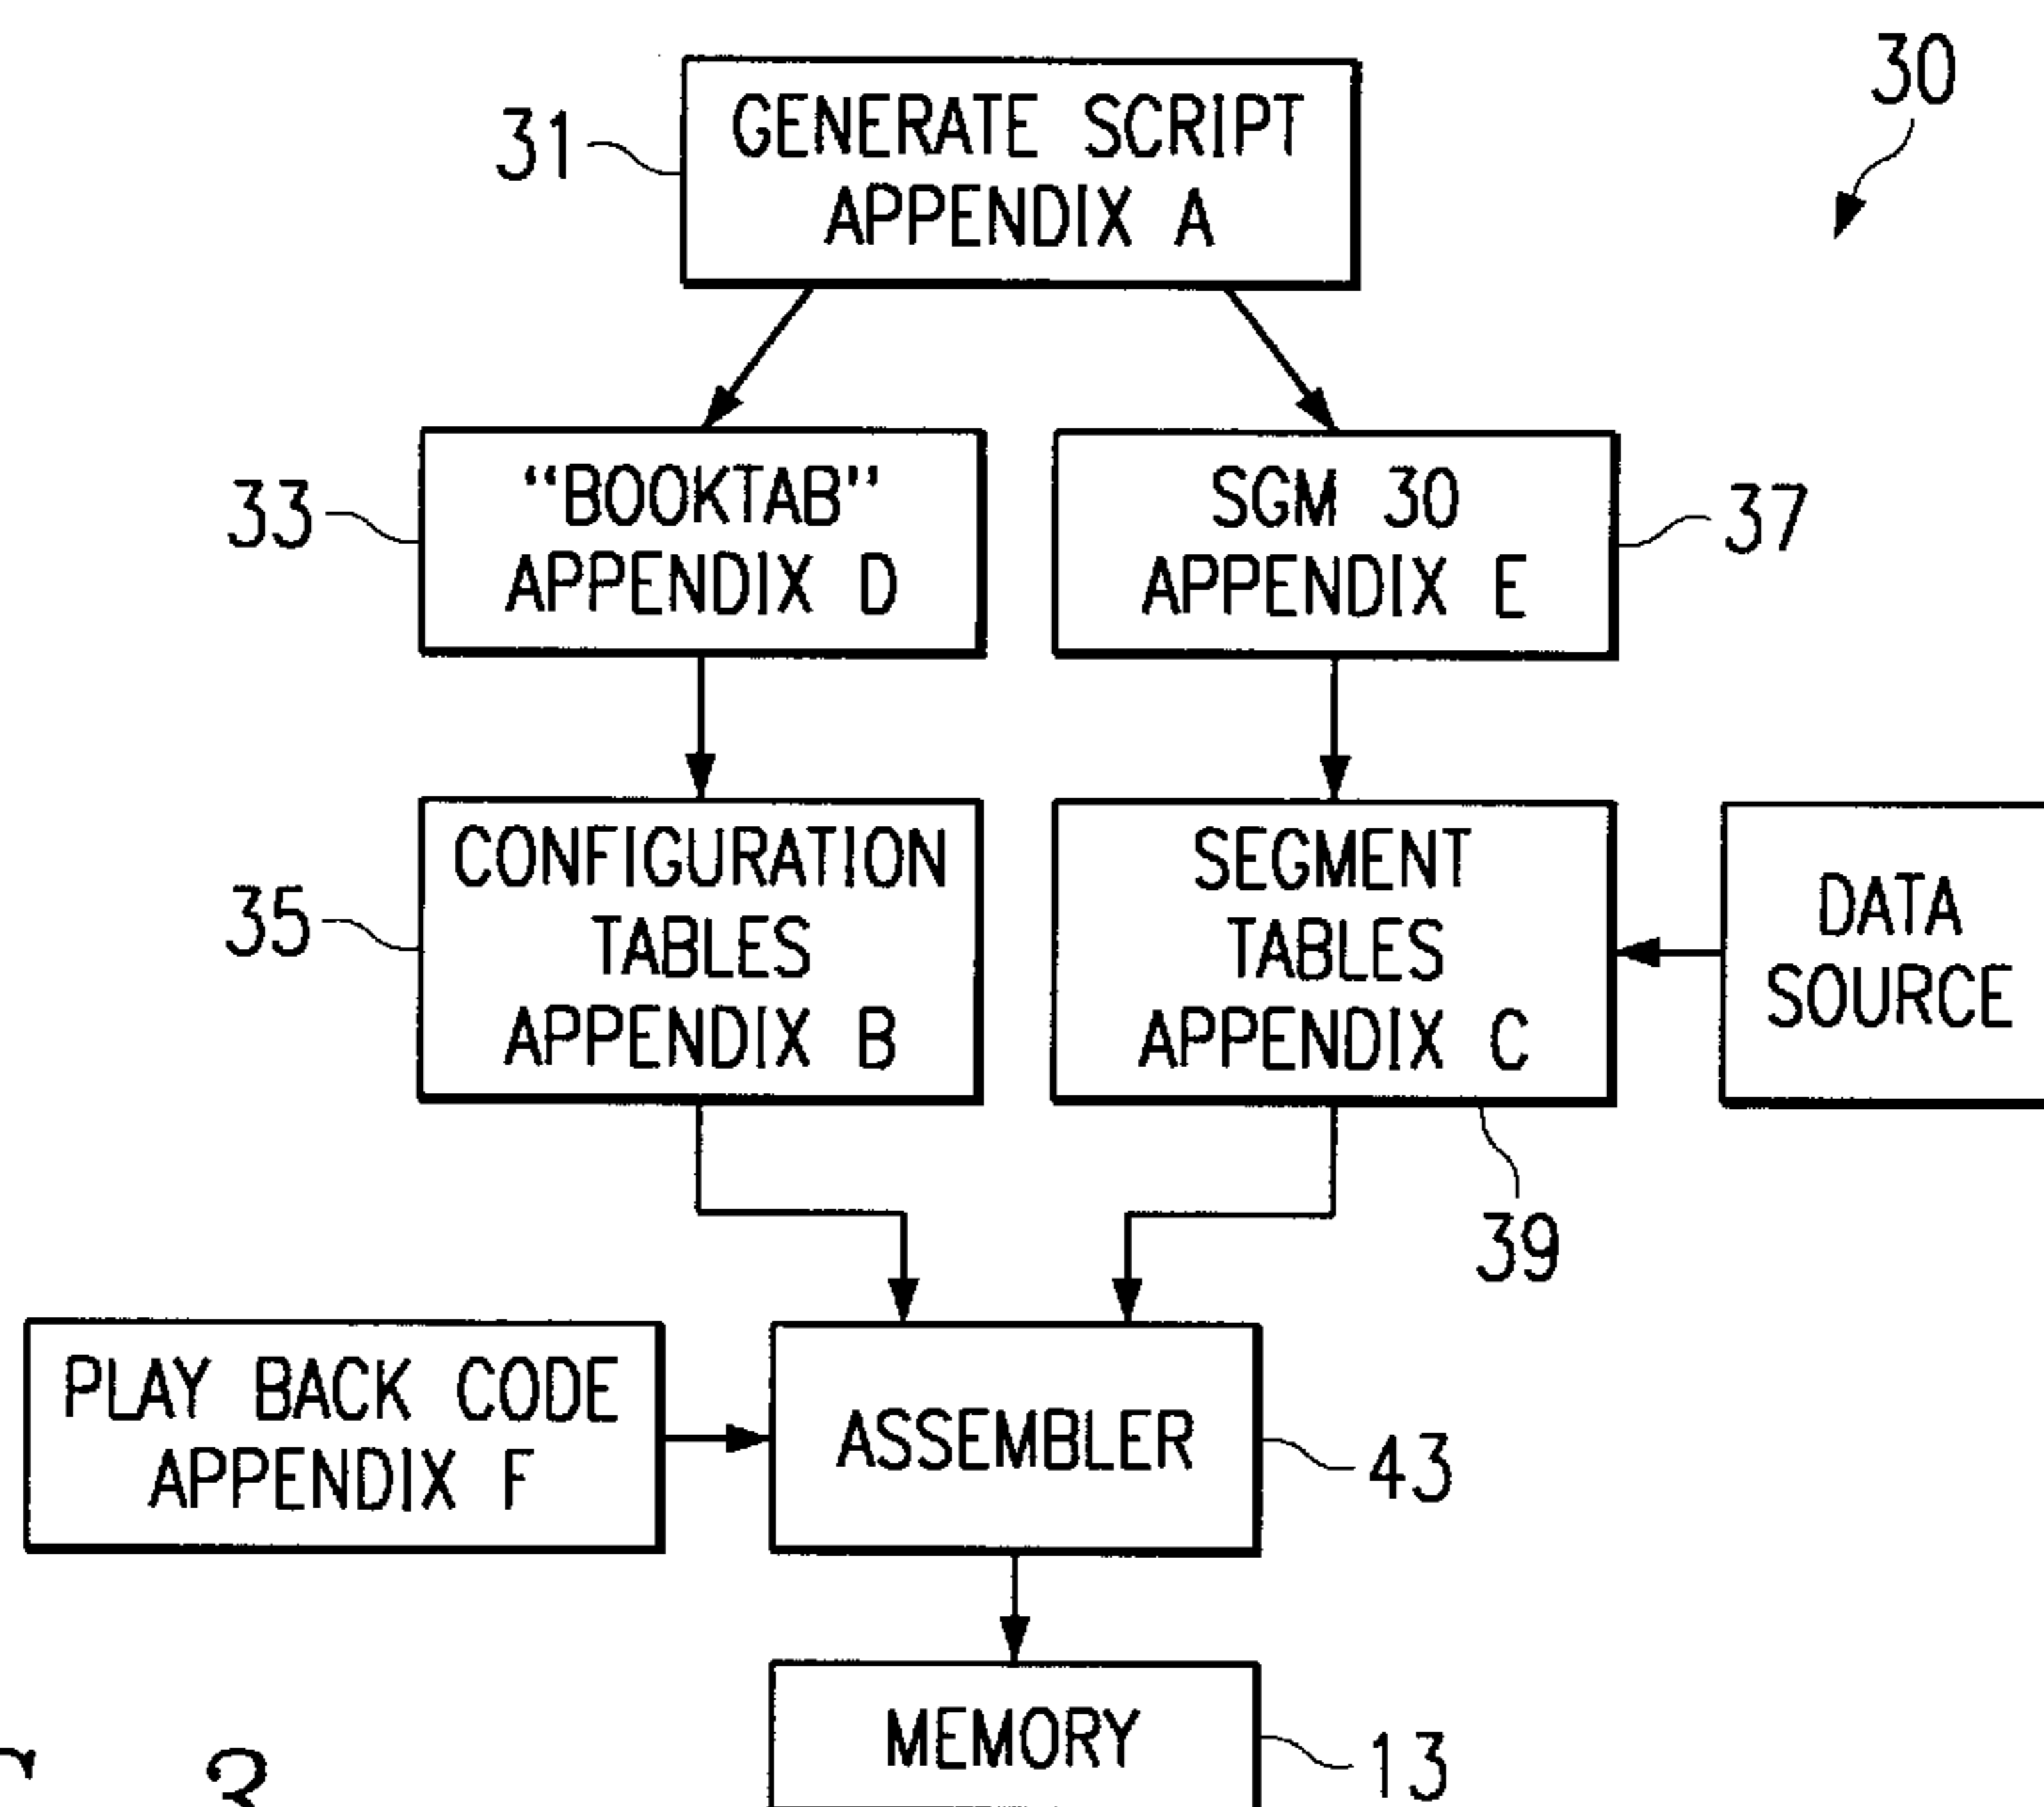 30
31
GENERATE SCRIPT
APPENDIX A
33
"BOOKTAB"
APPENDIX D
SGM 30
APPENDIX E
37
35
CONFIGURATION
TABLES
APPENDIX B
SEGMENT
TABLES
APPENDIX C
DATA
SOURCE
39
PLAY BACK CODE
APPENDIX F
ASSEMBLER
43
MEMORY
13
3